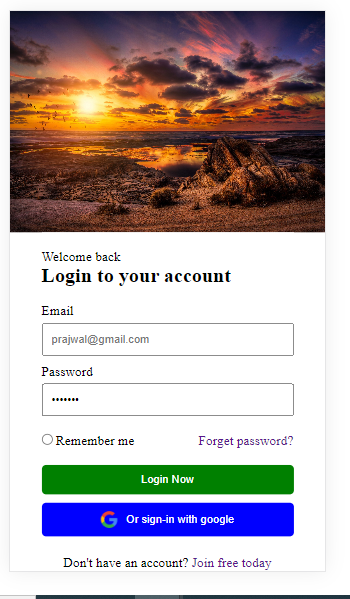 Welcome back
Login to your account
Email
prajwal@gmail.com
Password
•••••••
Remember me Forget password?
Login Now
Or sign-in with google
Don't have an account? Join free today